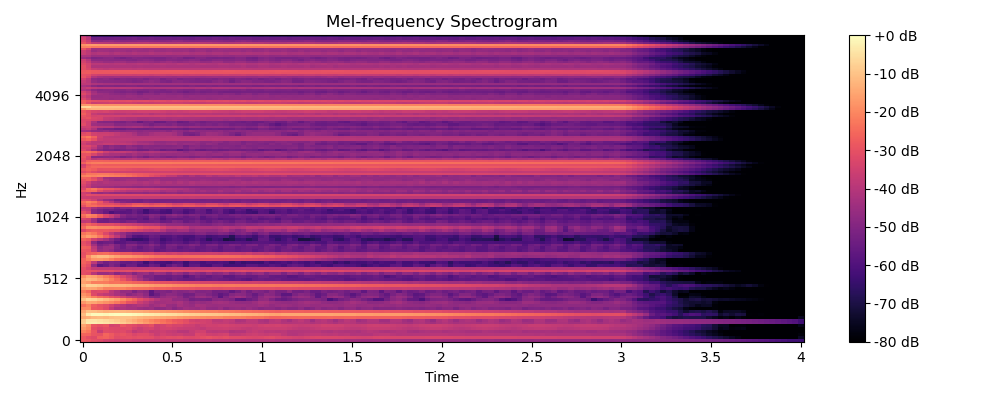 Mel-frequency Spectrogram
Hz
4096
2048
1024
512
0
0 0.5 1 1.5 2 2.5 3 3.5 4
Time
+0 dB
-10 dB
-20 dB
-30 dB
-40 dB
-50 dB
-60 dB
-70 dB
-80 dB